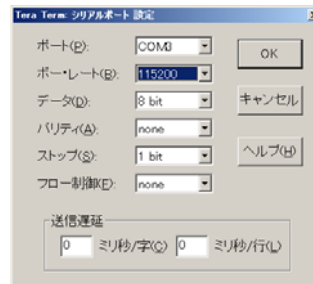 Tera Term: シリアルポート 設定
ポート(P): COM3
OK
ボー・レート(B): 115200
データ(D): 8 bit
キャンセル
パリティ(A): none
ストップ(S): 1 bit
ヘルプ(H)
フロー制御(F): none
送信遅延
0 ミリ秒/字(C) 0 ミリ秒/行(L)